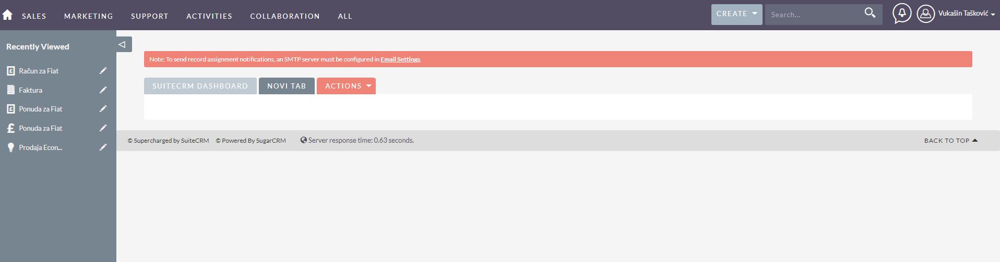 SALES MARKETING SUPPORT ACTIVITIES COLLABORATION ALL CREATE Search... Vukašin Tašković
Recently Viewed
Račun za Fiat
Faktura
Ponuda za Fiat
Ponuda za Fiat
Prodaja Econ...
Note: To send record assignment notifications, an SMTP server must be configured in Email Settings.
SUITECRM DASHBOARD NOVI TAB ACTIONS
© Supercharged by SuiteCRM © Powered By SugarCRM Server response time: 0.63 seconds. BACK TO TOP